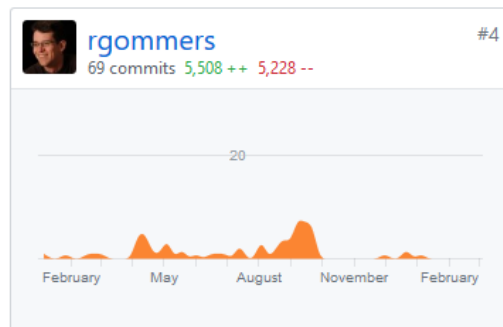 rgommers
#4
69 commits 5,508 ++ 5,228 --
20
February May August November February